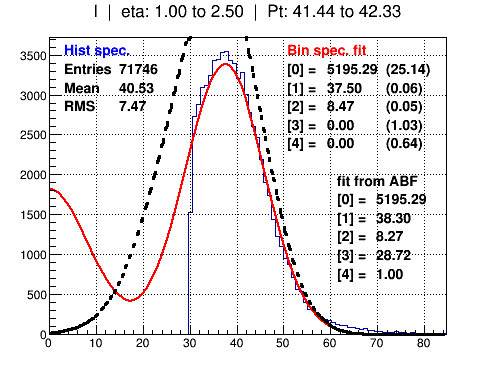 I | eta: 1.00 to 2.50 | Pt: 41.44 to 42.33
Hist spec.
Entries 71746
Mean 40.53
RMS 7.47
Bin spec. fit
[0] = 5195.29 (25.14)
[1] = 37.50 (0.06)
[2] = 8.47 (0.05)
[3] = 0.00 (1.03)
[4] = 0.00 (0.64)
fit from ABF
[0] = 5195.29
[1] = 38.30
[2] = 8.27
[3] = 28.72
[4] = 1.00
3500
3000
2500
2000
1500
1000
500
0
0 10 20 30 40 50 60 70 80